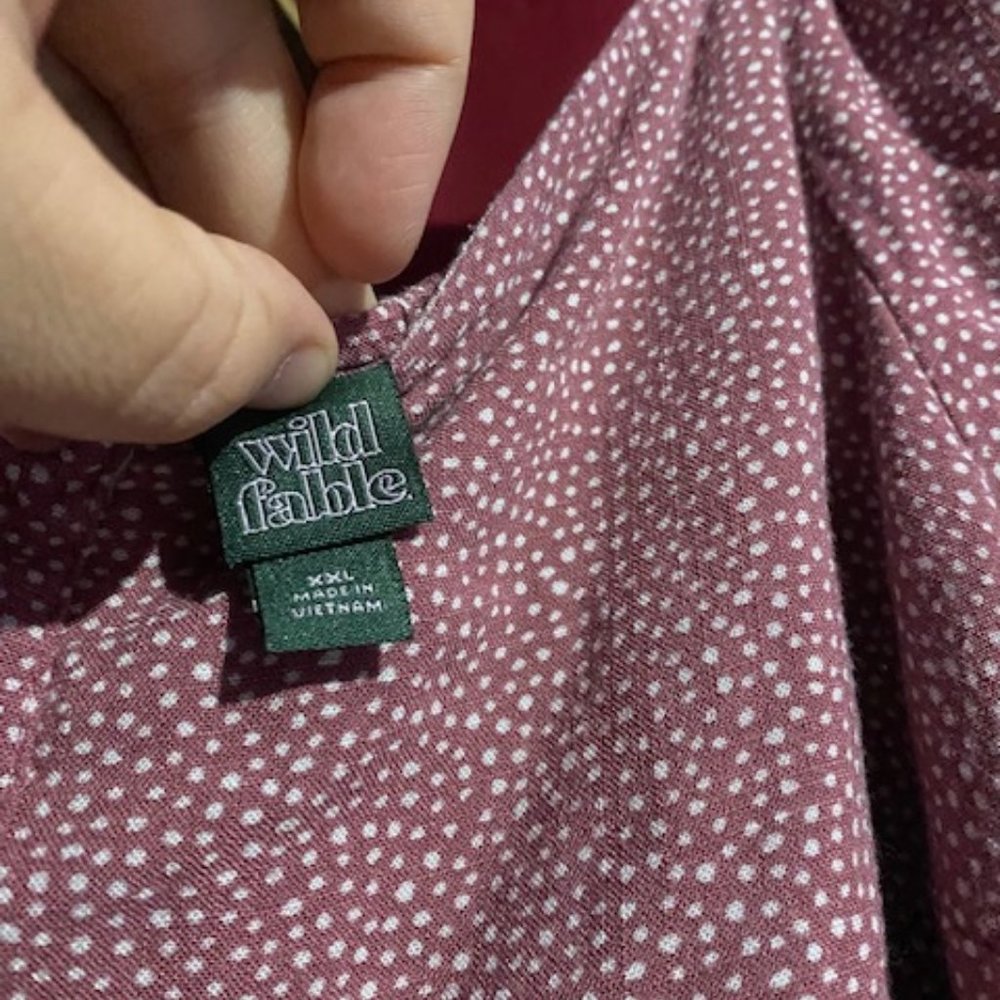 wild
fable.
XXL
MADE IN
VIETNAM